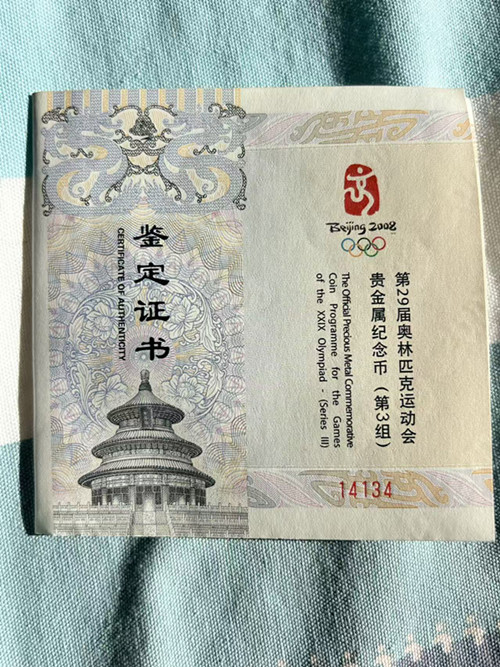 鉴定证书
CERTIFICATE OF AUTHENTICITY
Beijing 2008
第29届奥林匹克运动会
贵金属纪念币（第3组）
The Official Precious Metal Commemorative
Coin Programme for the Games
of the XXIX Olympiad - (Series III)
14134